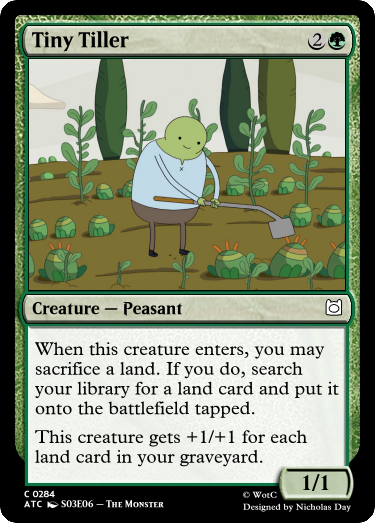 Tiny Tiller 2
Creature — Peasant
When this creature enters, you may
sacrifice a land. If you do, search
your library for a land card and put it
onto the battlefield tapped.
This creature gets +1/+1 for each
land card in your graveyard.
1/1
C 0284
ATC S03E06 — The Monster
© WotC
Designed by Nicholas Day